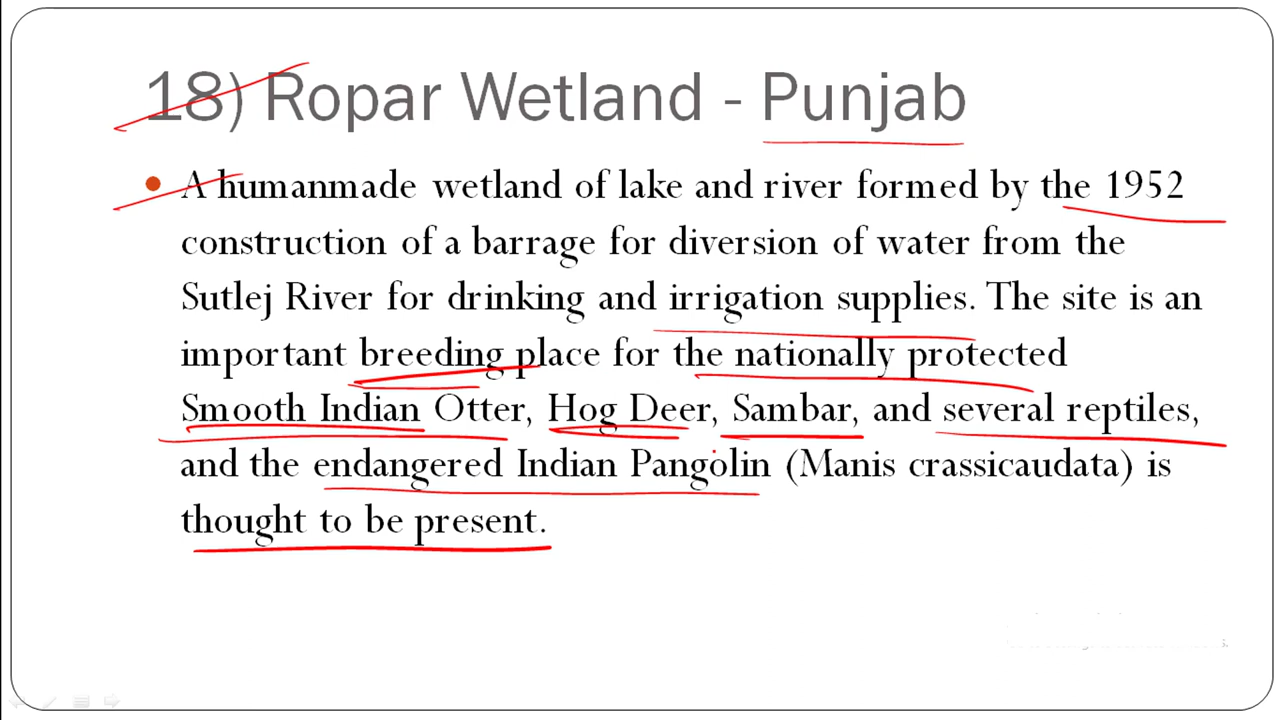 18) Ropar Wetland - Punjab
A humanmade wetland of lake and river formed by the 1952
construction of a barrage for diversion of water from the
Sutlej River for drinking and irrigation supplies. The site is an
important breeding place for the nationally protected
Smooth Indian Otter, Hog Deer, Sambar, and several reptiles,
and the endangered Indian Pangolin (Manis crassicaudata) is
thought to be present.